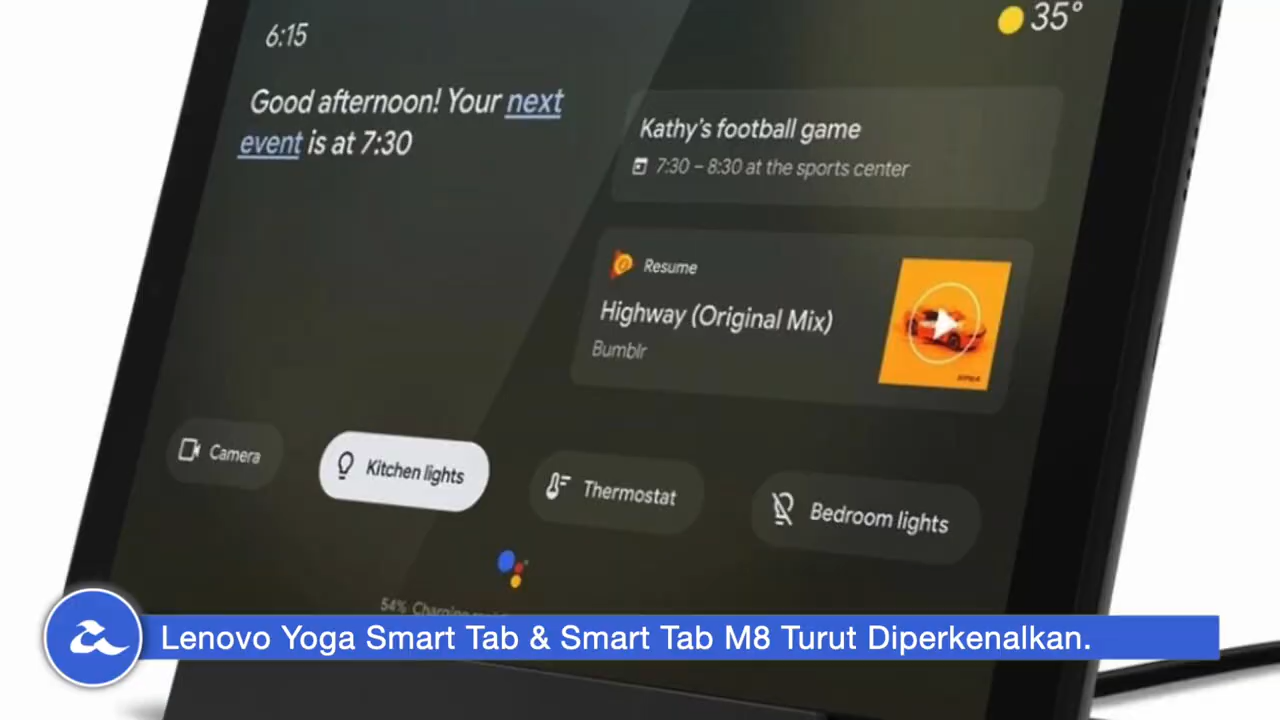 6:15
35°
Good afternoon! Your next
event is at 7:30
Kathy's football game
7:30 – 8:30 at the sports center
Resume
Highway (Original Mix)
Bumblr
Camera
Kitchen lights
Thermostat
Bedroom lights
54% Charging
Lenovo Yoga Smart Tab & Smart Tab M8 Turut Diperkenalkan.